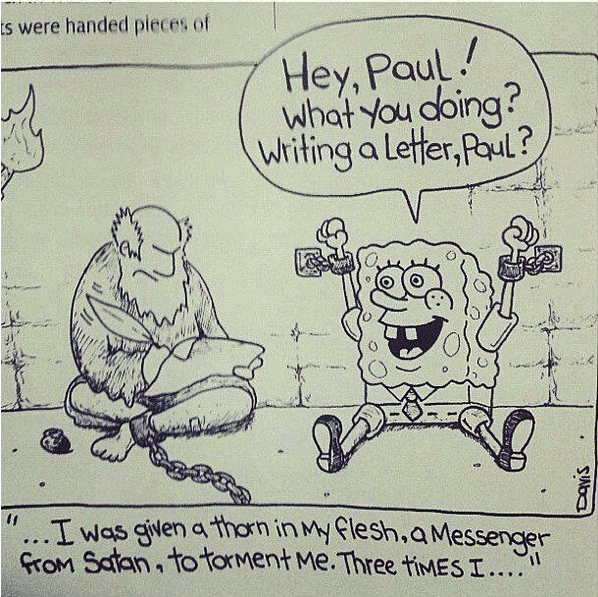 ts were handed pieces of
Hey, Paul!
What you doing?
Writing a Letter, Paul?
Davis
"...I was given a thorn in My flesh, a Messenger
from Satan, to torment Me. Three tiMES I...."